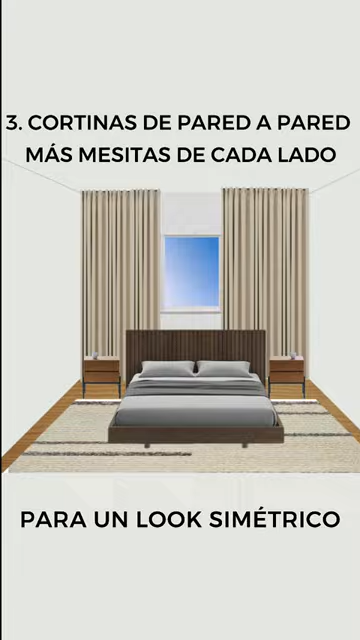 3. CORTINAS DE PARED A PARED
MÁS MESITAS DE CADA LADO
PARA UN LOOK SIMÉTRICO